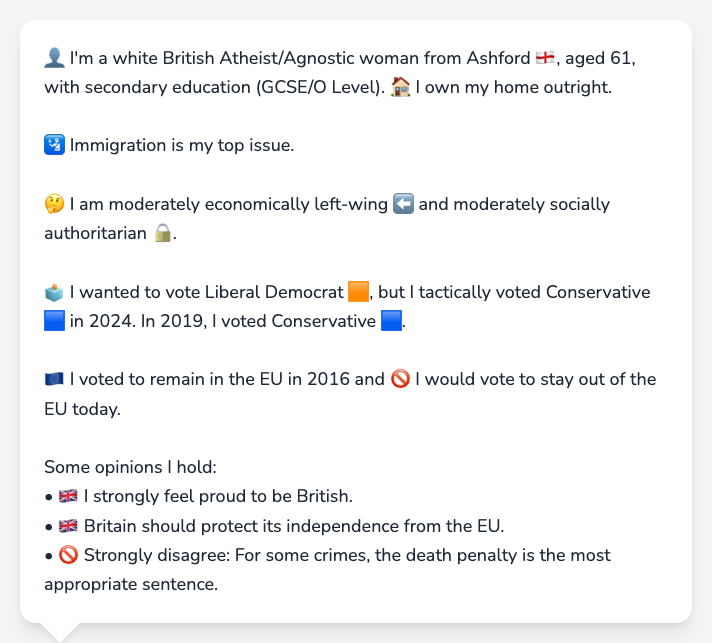 👤 I'm a white British Atheist/Agnostic woman from Ashford 🏴󠁧󠁢󠁥󠁮󠁧󠁿, aged 61,
with secondary education (GCSE/O Level). 🏠 I own my home outright.
🛂 Immigration is my top issue.
🤔 I am moderately economically left-wing ⬅️ and moderately socially
authoritarian 🔒.
🗳️ I wanted to vote Liberal Democrat 🟧, but I tactically voted Conservative
🟦 in 2024. In 2019, I voted Conservative 🟦.
🇪🇺 I voted to remain in the EU in 2016 and 🚫 I would vote to stay out of the
EU today.
Some opinions I hold:
• 🇬🇧 I strongly feel proud to be British.
• 🇬🇧 Britain should protect its independence from the EU.
• 🚫 Strongly disagree: For some crimes, the death penalty is the most
appropriate sentence.